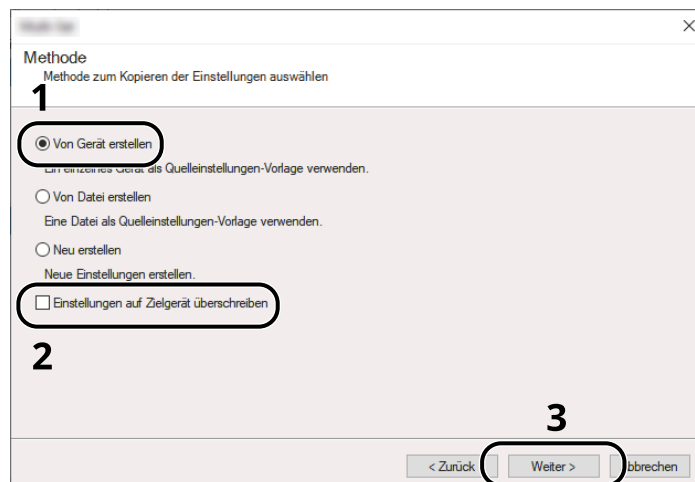 Methode
Methode zum Kopieren der Einstellungen auswählen
1
Von Gerät erstellen
Ein einzelnes Gerät als Quelleinstellungen-Vorlage verwenden.
Von Datei erstellen
Eine Datei als Quelleinstellungen-Vorlage verwenden.
Neu erstellen
Neue Einstellungen erstellen.
Einstellungen auf Zielgerät überschreiben
2
3
< Zurück Weiter > bbrechen